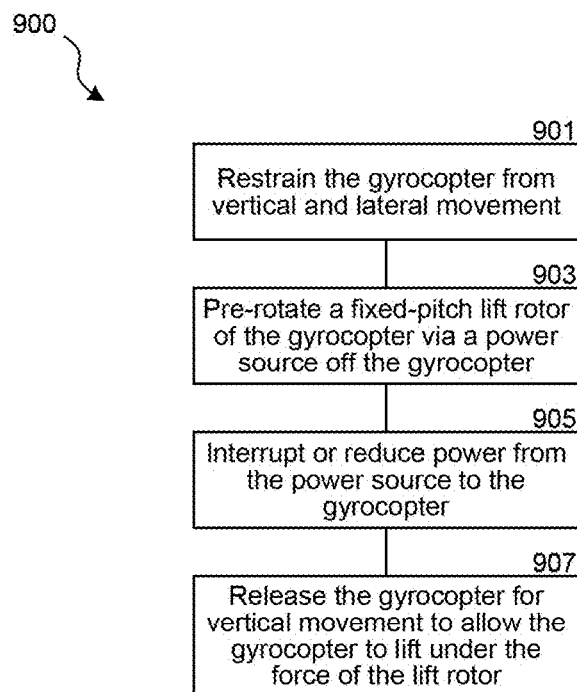 900
901
Restrain the gyrocopter from
vertical and lateral movement
903
Pre-rotate a fixed-pitch lift rotor
of the gyrocopter via a power
source off the gyrocopter
905
Interrupt or reduce power from
the power source to the
gyrocopter
907
Release the gyrocopter for
vertical movement to allow the
gyrocopter to lift under the
force of the lift rotor